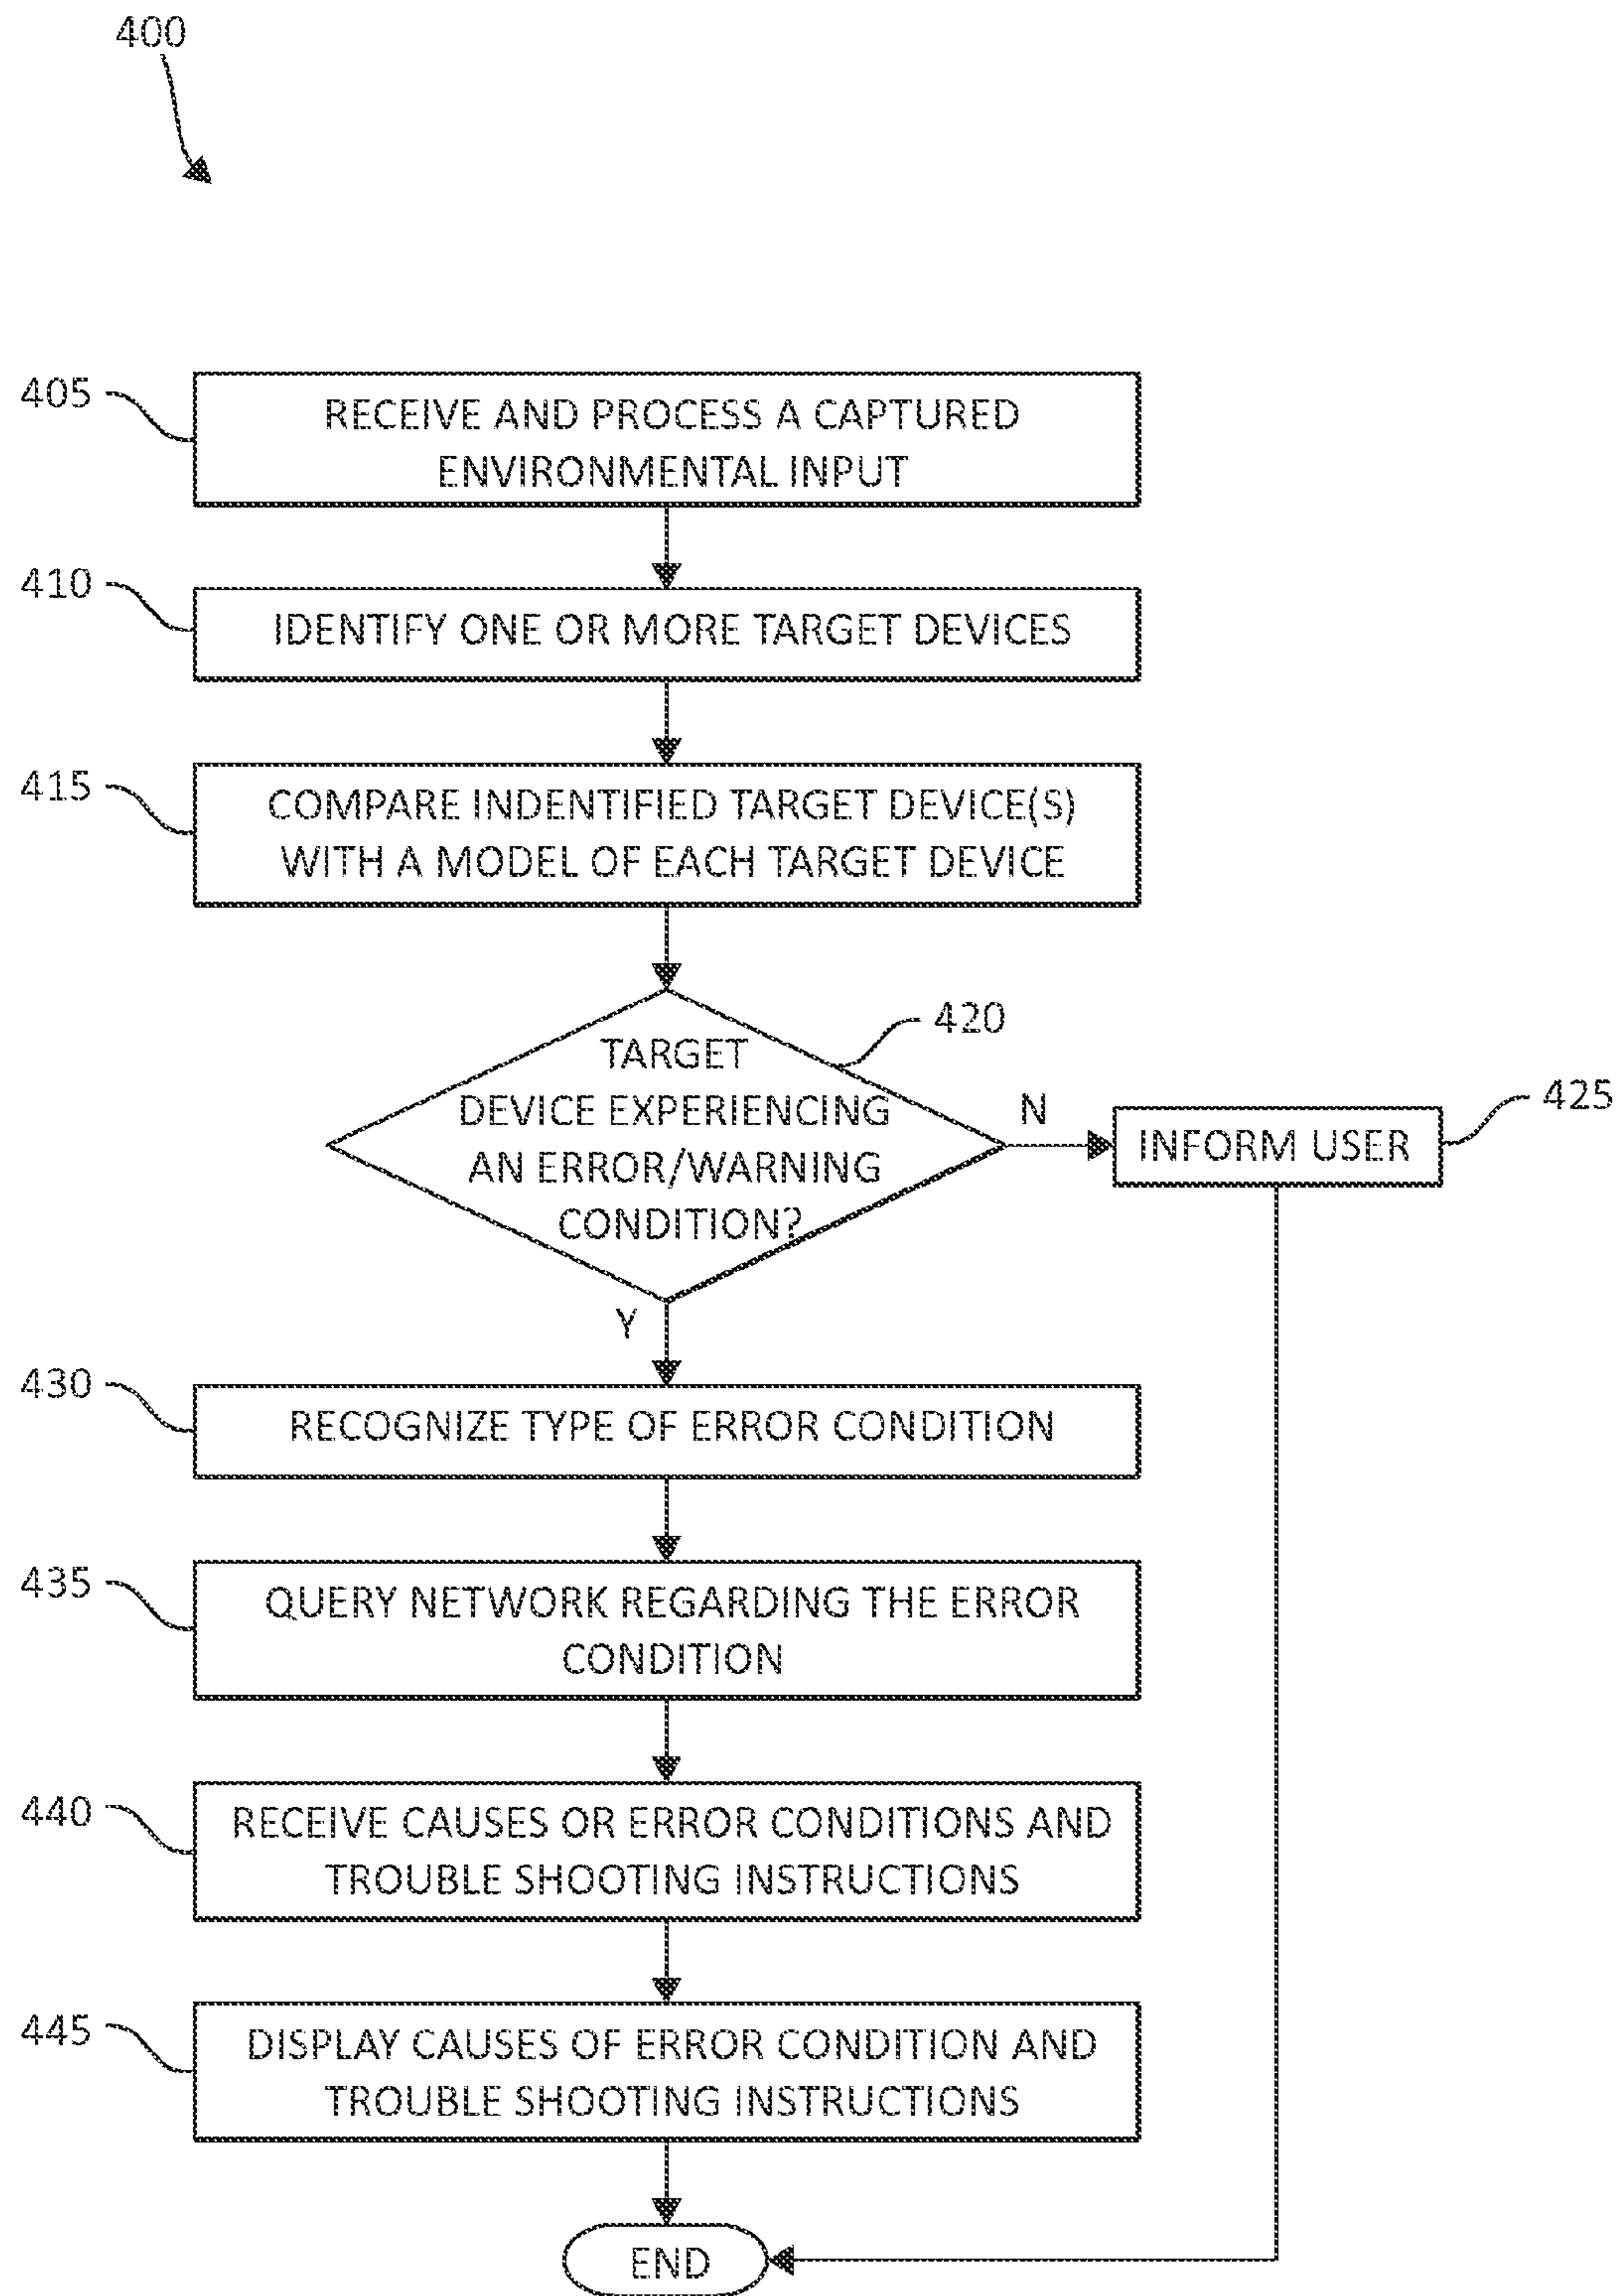 400
405
RECEIVE AND PROCESS A CAPTURED
ENVIRONMENTAL INPUT
410
IDENTIFY ONE OR MORE TARGET DEVICES
415
COMPARE INDENTIFIED TARGET DEVICE(S)
WITH A MODEL OF EACH TARGET DEVICE
420
TARGET
DEVICE EXPERIENCING
AN ERROR/WARNING
CONDITION?
N
425
INFORM USER
Y
430
RECOGNIZE TYPE OF ERROR CONDITION
435
QUERY NETWORK REGARDING THE ERROR
CONDITION
440
RECEIVE CAUSES OR ERROR CONDITIONS AND
TROUBLE SHOOTING INSTRUCTIONS
445
DISPLAY CAUSES OF ERROR CONDITION AND
TROUBLE SHOOTING INSTRUCTIONS
END